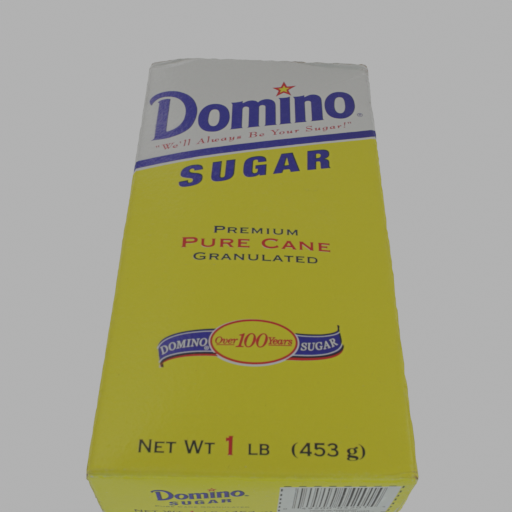 Domino®
"We'll Always Be Your Sugar!"
SUGAR
PREMIUM
PURE CANE
GRANULATED
DOMINO® Over 100 Years SUGAR
NET WT 1 LB (453 g)
Domino.
SUGAR